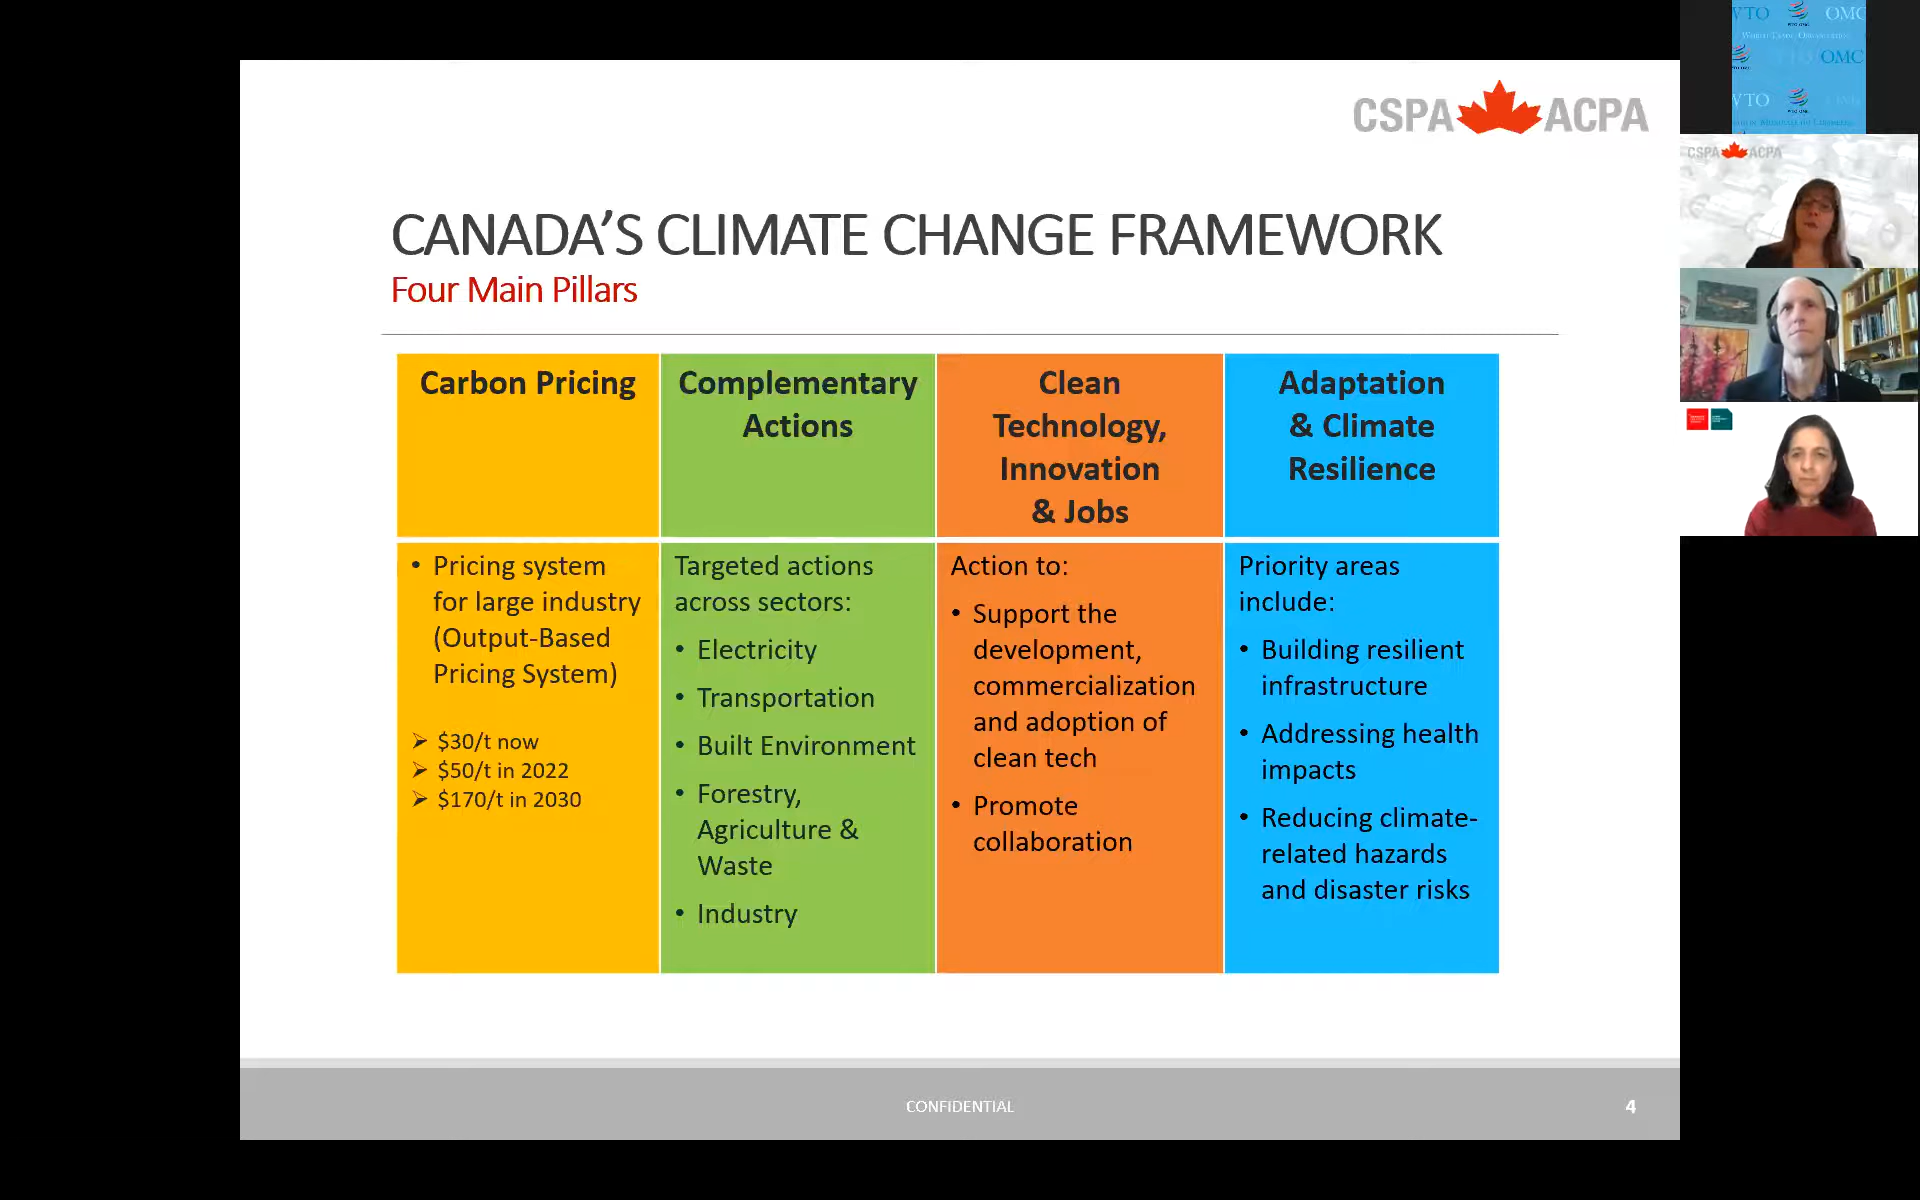 CSPA ACPA
CANADA'S CLIMATE CHANGE FRAMEWORK
Four Main Pillars
Carbon Pricing
• Pricing system
for large industry
(Output-Based
Pricing System)
➢ $30/t now
➢ $50/t in 2022
➢ $170/t in 2030
Complementary
Actions
Targeted actions
across sectors:
• Electricity
• Transportation
• Built Environment
• Forestry,
Agriculture &
Waste
• Industry
Clean
Technology,
Innovation
& Jobs
Action to:
• Support the
development,
commercialization
and adoption of
clean tech
• Promote
collaboration
Adaptation
& Climate
Resilience
Priority areas
include:
• Building resilient
infrastructure
• Addressing health
impacts
• Reducing climate-
related hazards
and disaster risks
CONFIDENTIAL
4
WTO OMC
World Trade Organization
OMC
WTO
CSPA ACPA